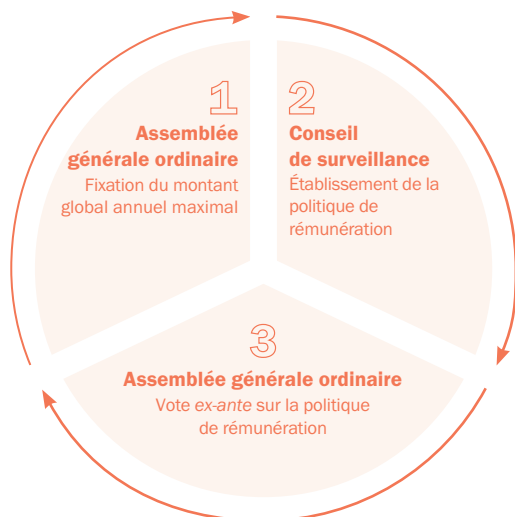 1
Assemblée
générale ordinaire
Fixation du montant
global annuel maximal
2
Conseil
de surveillance
Établissement de la
politique de
rémunération
3
Assemblée générale ordinaire
Vote ex-ante sur la politique
de rémunération